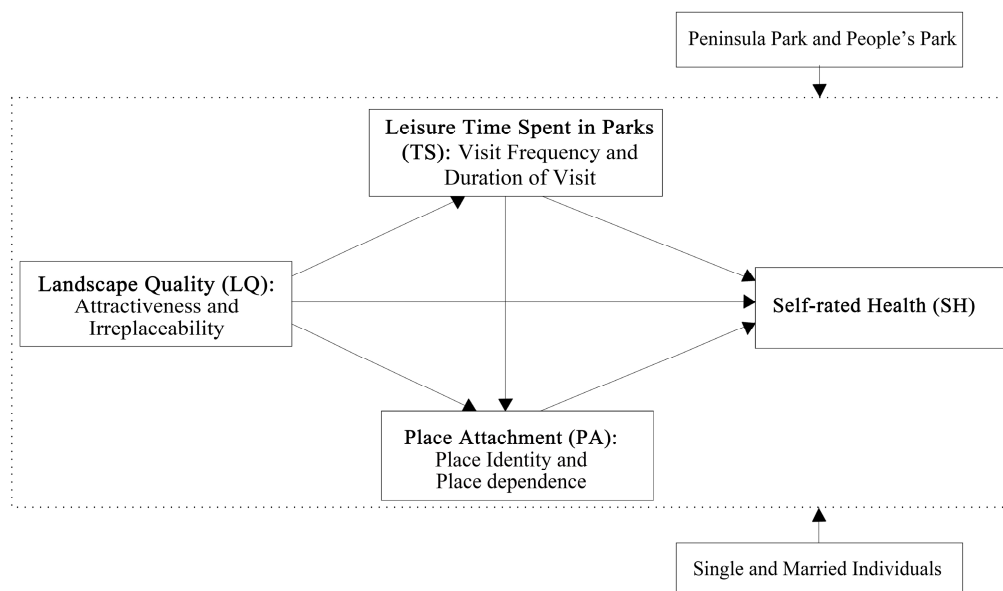 Peninsula Park and People's Park
Leisure Time Spent in Parks
(TS): Visit Frequency and
Duration of Visit
Landscape Quality (LQ):
Attractiveness and
Irreplaceability
Self-rated Health (SH)
Place Attachment (PA):
Place Identity and
Place dependence
Single and Married Individuals